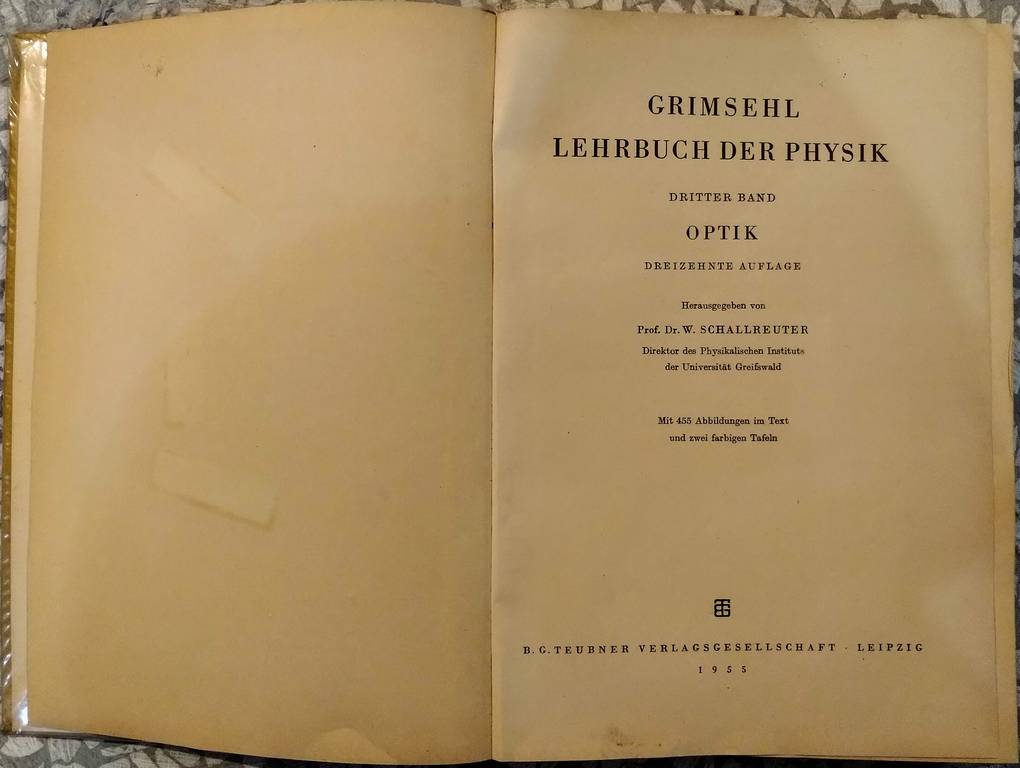 GRIMSEHL
LEHRBUCH DER PHYSIK
DRITTER BAND
OPTIK
DREIZEHNTE AUFLAGE
Herausgegeben von
Prof. Dr. W. SCHALLREUTER
Direktor des Physikalischen Instituts
der Universität Greifswald
Mit 455 Abbildungen im Text
und zwei farbigen Tafeln
B. G. TEUBNER VERLAGSGESELLSCHAFT · LEIPZIG
1955